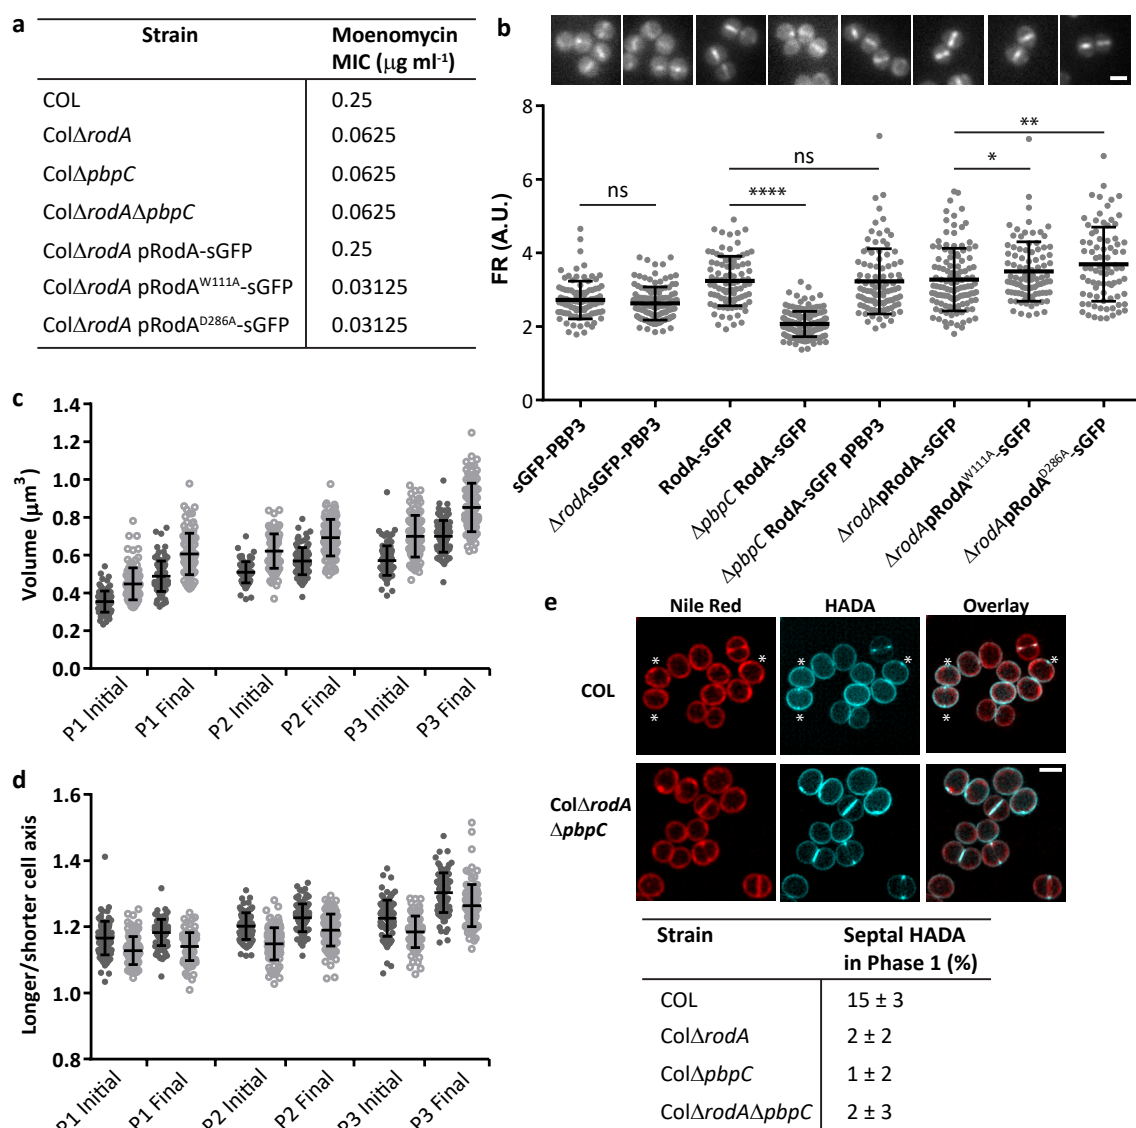 a
Strain Moenomycin MIC (μg ml-1)
COL 0.25
ColΔrodA 0.0625
ColΔpbpC 0.0625
ColΔrodAΔpbpC 0.0625
ColΔrodA pRodA-sGFP 0.25
ColΔrodA pRodAW111A-sGFP 0.03125
ColΔrodA pRodAD286A-sGFP 0.03125
b
FR (A.U.)
8
6
4
2
0
ns
****
ns
*
**
sGFP-PBP3
ΔrodAsGFP-PBP3
RodA-sGFP
ΔpbpC RodA-sGFP
ΔpbpC RodA-sGFP pPBP3
ΔrodApRodA-sGFP
ΔrodApRodAW111A-sGFP
ΔrodApRodAD286A-sGFP
c
Volume (μm3)
1.4
1.2
1.0
0.8
0.6
0.4
0.2
0.0
P1 Initial
P1 Final
P2 Initial
P2 Final
P3 Initial
P3 Final
d
Longer/shorter cell axis
1.6
1.4
1.2
1.0
0.8
P1 Initial
P1 Final
P2 Initial
P2 Final
P3 Initial
P3 Final
e
Nile Red HADA Overlay
COL
* * *
* * *
* * *
ColΔrodA
ΔpbpC
Strain Septal HADA
in Phase 1 (%)
COL 15 ± 3
ColΔrodA 2 ± 2
ColΔpbpC 1 ± 2
ColΔrodAΔpbpC 2 ± 3